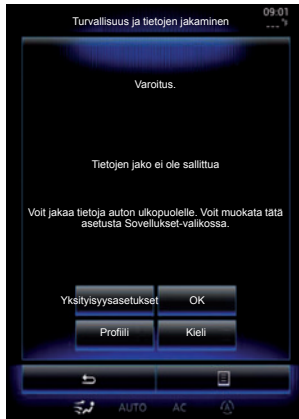 Turvallisuus ja tietojen jakaminen
09:01
---°F
Varoitus.
Tietojen jako ei ole sallittua
Voit jakaa tietoja auton ulkopuolelle. Voit muokata tätä
asetusta Sovellukset-valikossa.
Yksityisyysasetukset
OK
Profiili
Kieli
AUTO
AC
A